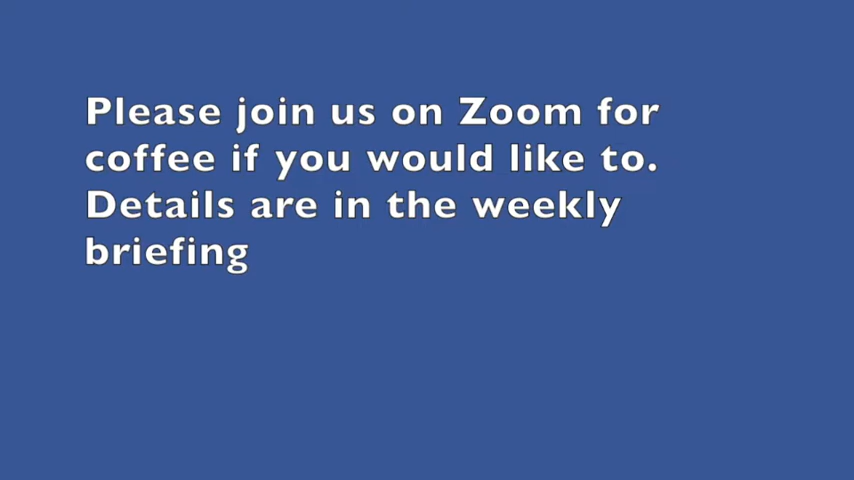 Please join us on Zoom for
coffee if you would like to.
Details are in the weekly
briefing